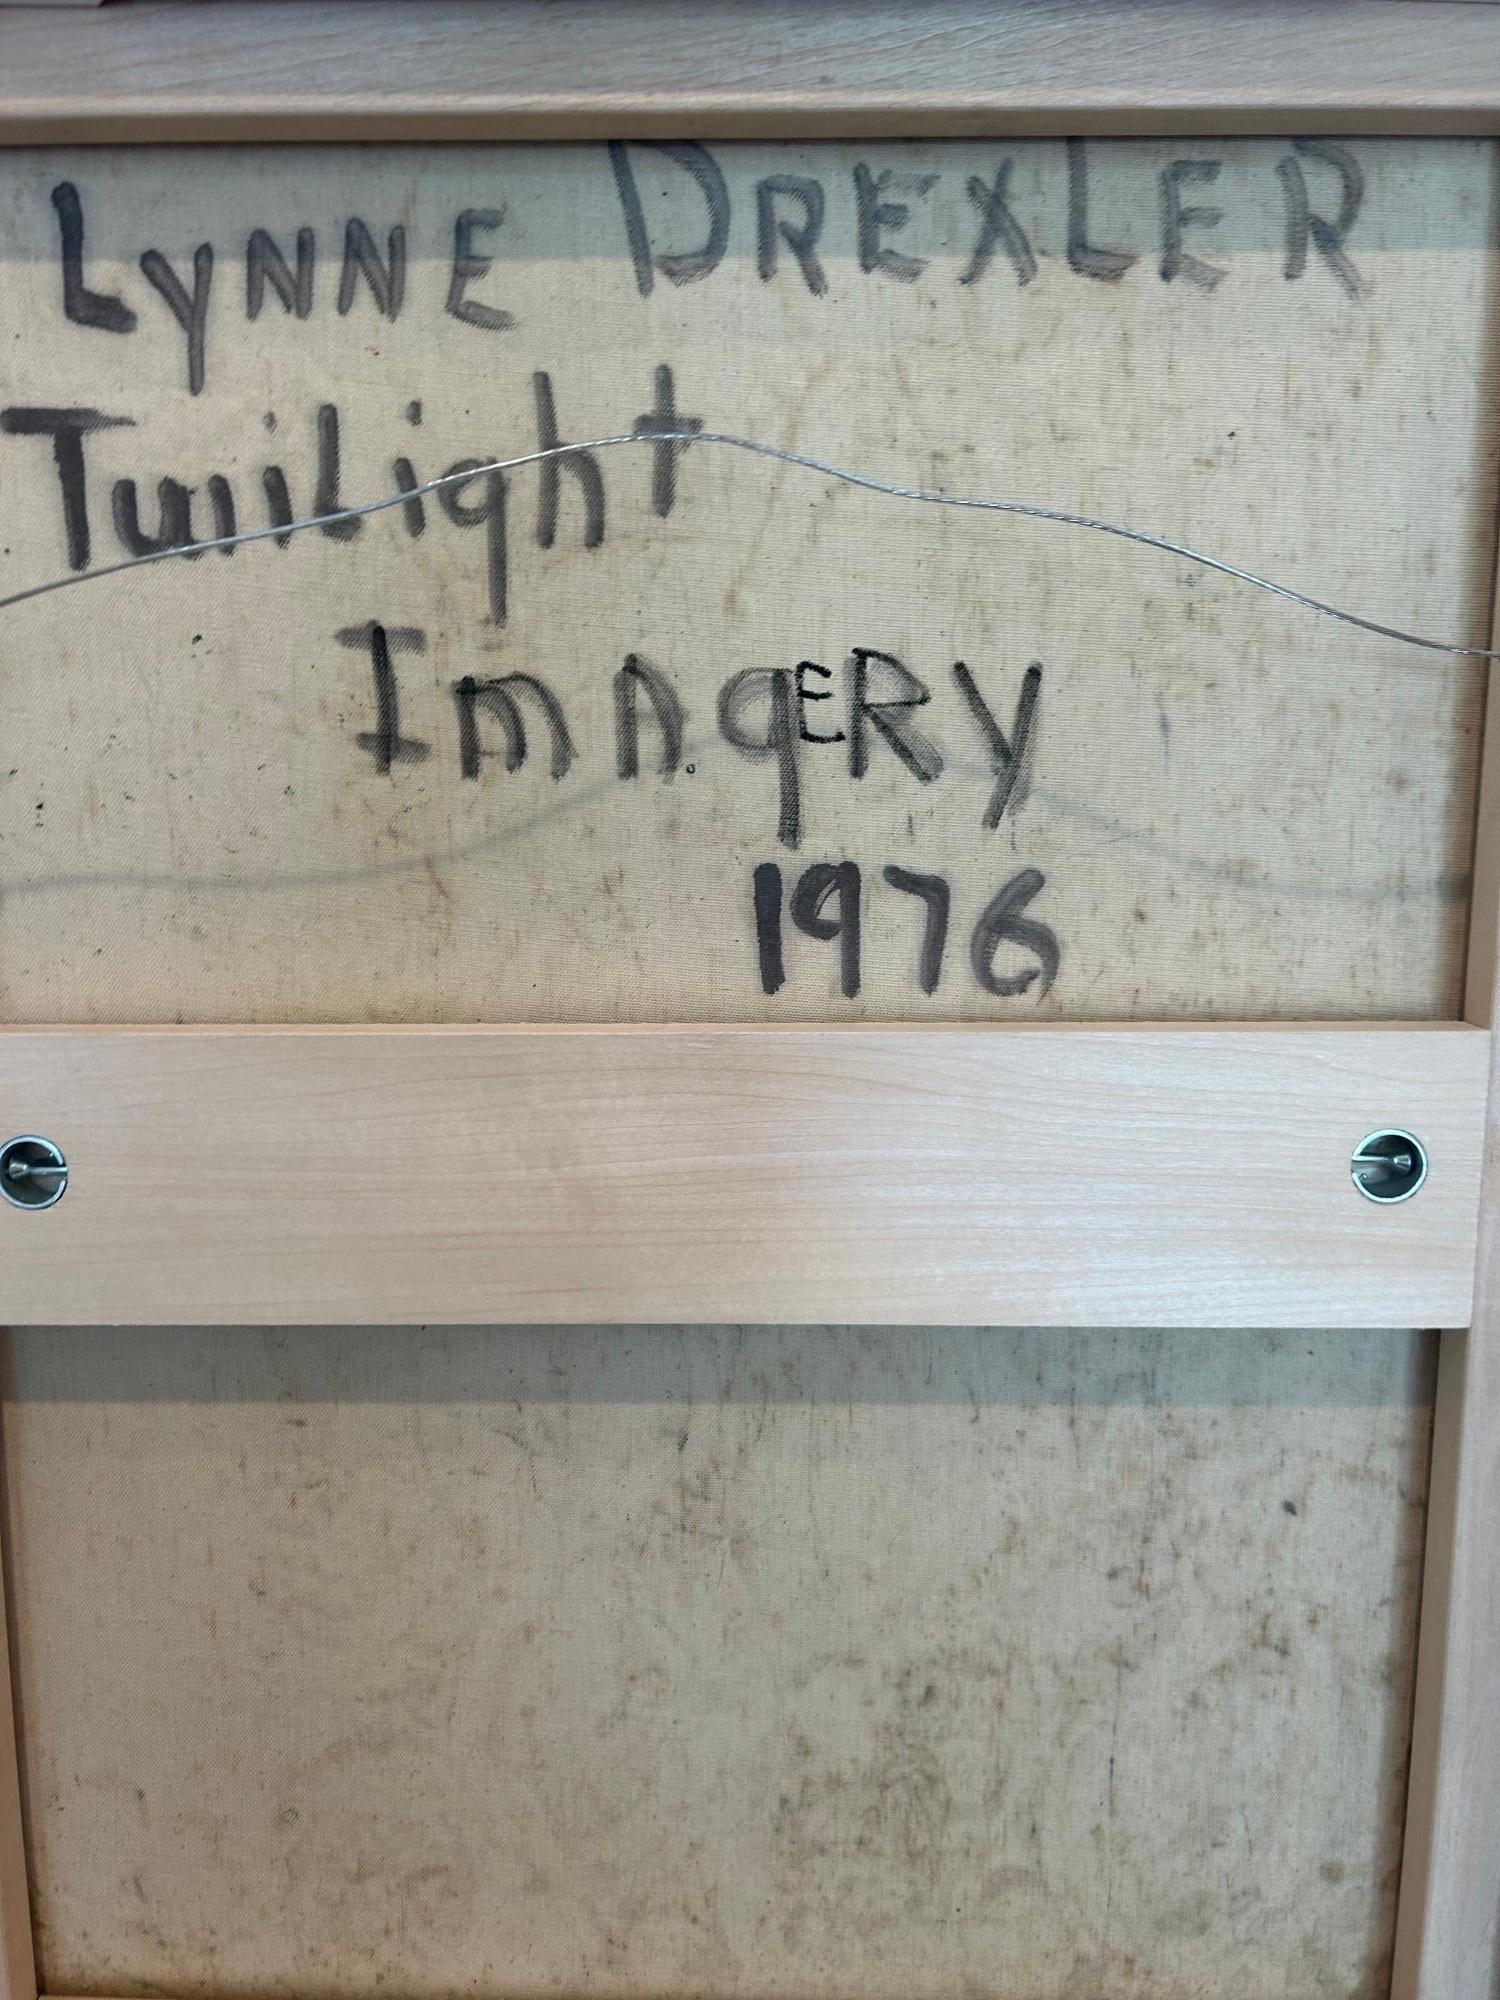 LYNNE DREXLER
TwiLight
ImagERY
1976